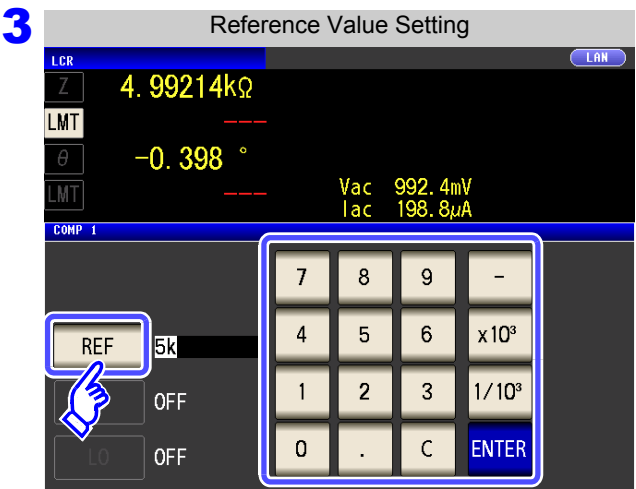 3
Reference Value Setting
LCR
LAN
Z 4.99214kΩ
LMT ---
θ -0.398 °
LMT ---
Vac 992.4mV
Iac 198.8µA
COMP 1
7 8 9 -
REF 5k
4 5 6 x10³
OFF
1 2 3 1/10³
LO OFF
0 . C ENTER